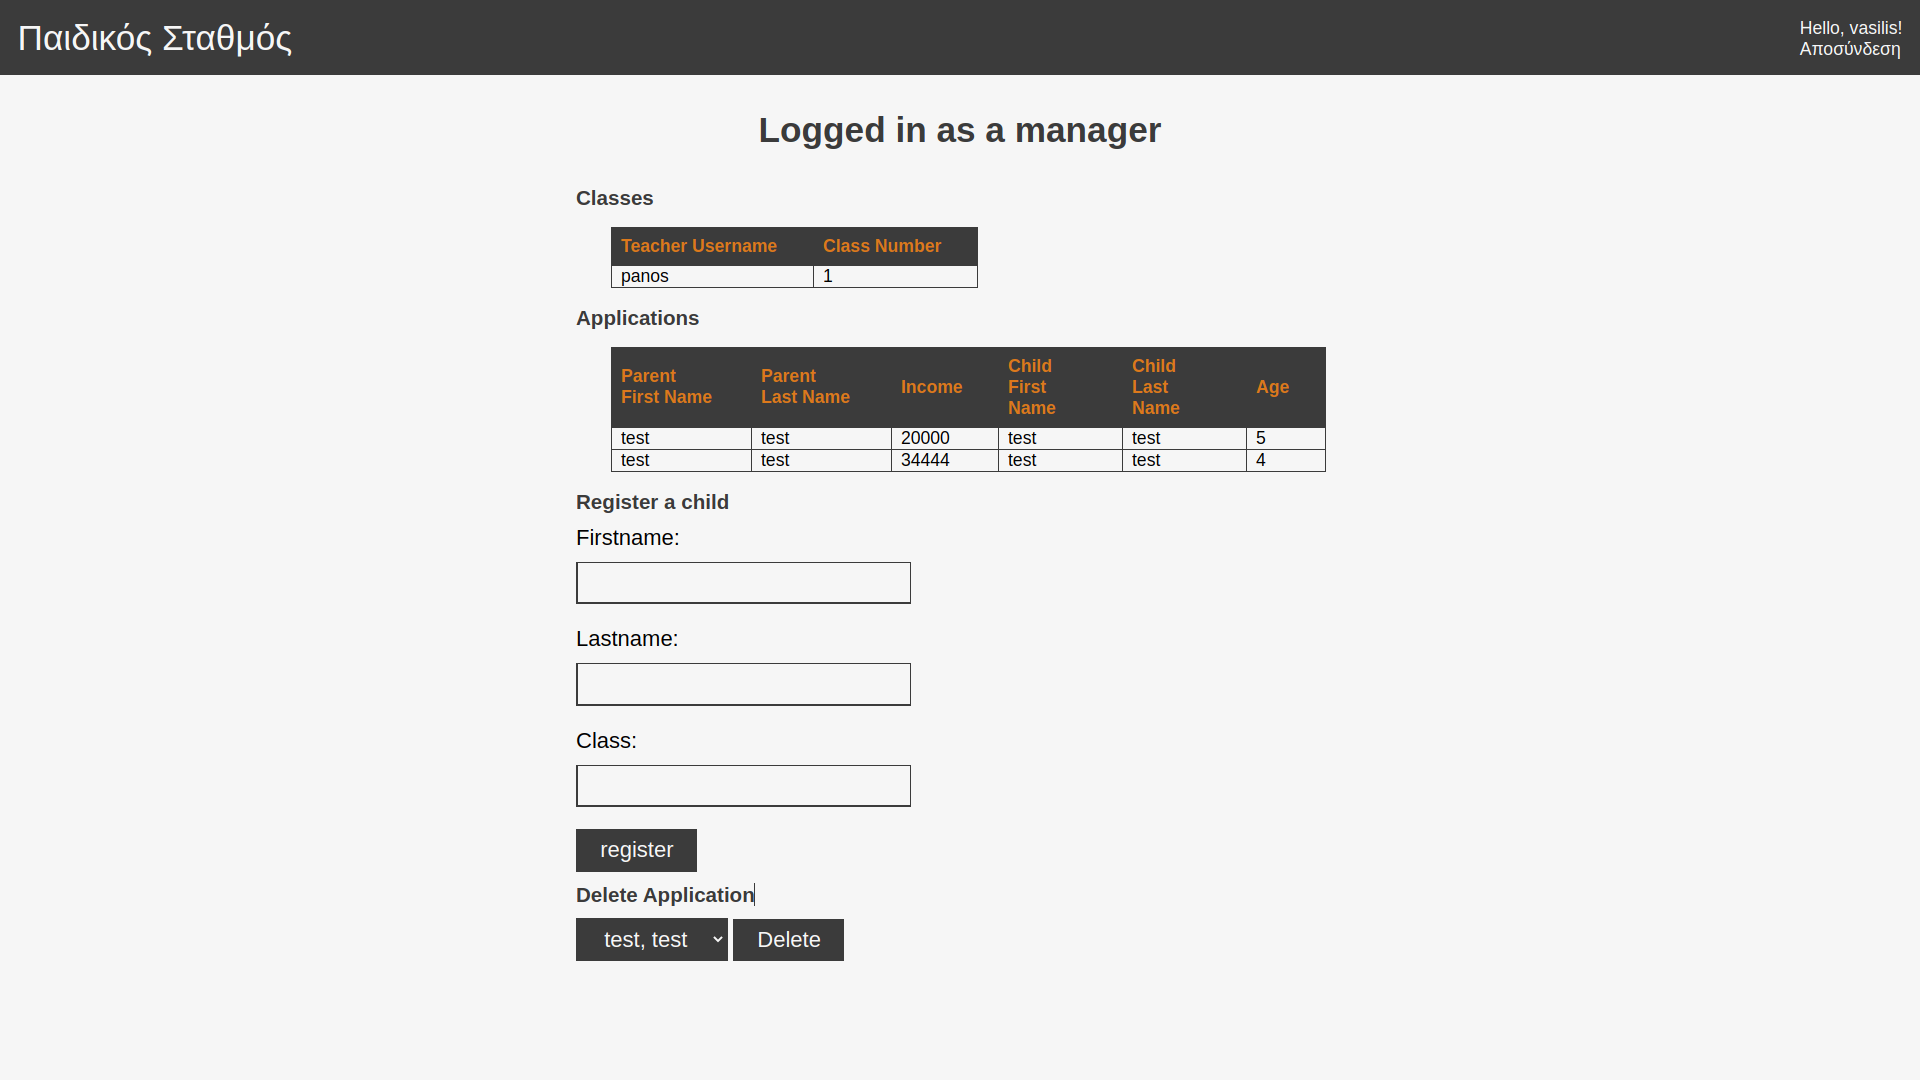 Παιδικός Σταθμός
Hello, vasilis!
Αποσύνδεση
Logged in as a manager
Classes
Teacher Username Class Number
panos 1
Applications
Parent First Name Parent Last Name Income Child First Name Child Last Name Age
test test 20000 test test 5
test test 34444 test test 4
Register a child
Firstname:
Lastname:
Class:
register
Delete Application
test, test Delete